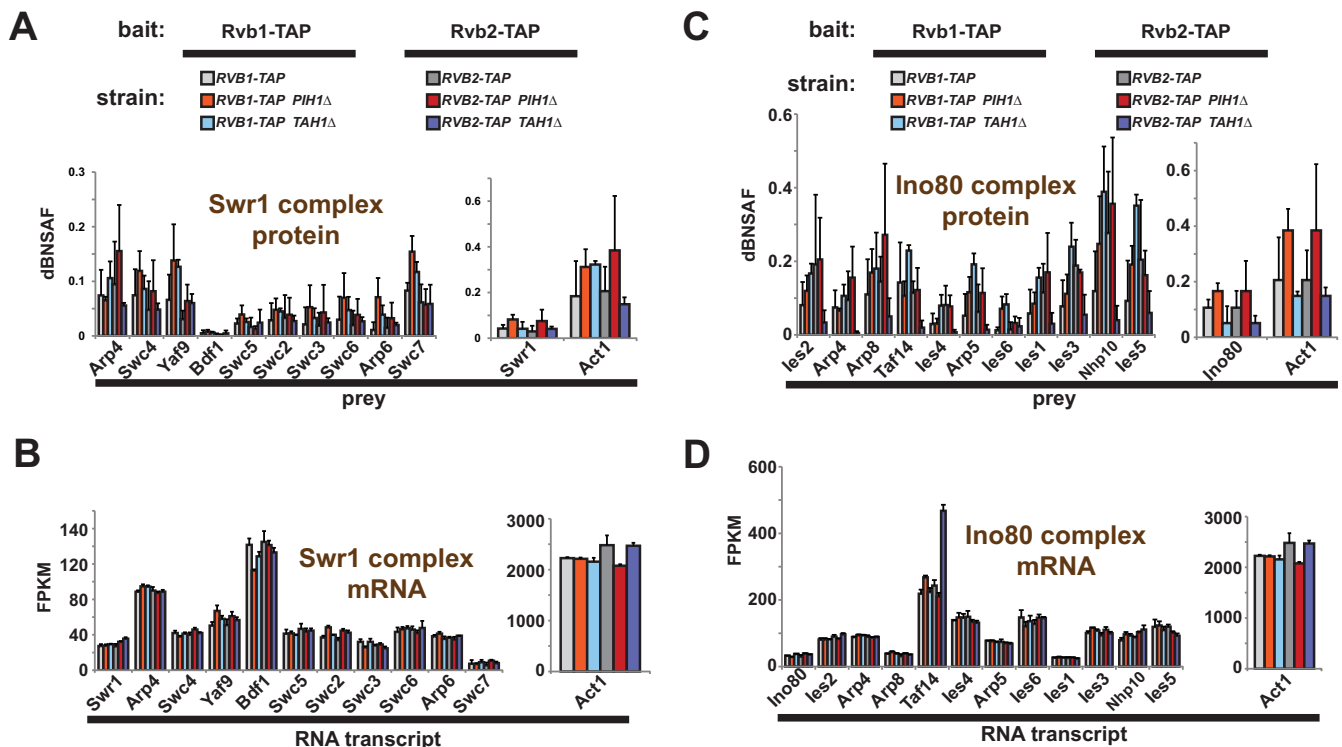 A
bait: Rvb1-TAP Rvb2-TAP
strain:
RVB1-TAP RVB2-TAP
RVB1-TAP PIH1Δ RVB2-TAP PIH1Δ
RVB1-TAP TAH1Δ RVB2-TAP TAH1Δ
dBNSAF
0.3
0.2
0.1
0
Swr1 complex
protein
0.6
0.4
0.2
0
Arp4 Swc4 Yaf9 Bdf1 Swc5 Swc2 Swc3 Swc6 Arp6 Swc7 Swr1 Act1
prey
C
bait: Rvb1-TAP Rvb2-TAP
strain:
RVB1-TAP RVB2-TAP
RVB1-TAP PIH1Δ RVB2-TAP PIH1Δ
RVB1-TAP TAH1Δ RVB2-TAP TAH1Δ
dBNSAF
0.6
0.4
0.2
0
Ino80 complex
protein
0.6
0.4
0.2
0
Ies2 Arp4 Arp8 Taf14 Ies4 Arp5 Ies6 Ies1 Ies3 Nhp10 Ies5 Ino80 Act1
prey
B
FPKM
140
120
80
40
0
Swr1 complex
mRNA
3000
2000
1000
0
Swr1 Arp4 Swc4 Yaf9 Bdf1 Swc5 Swc2 Swc3 Swc6 Arp6 Swc7 Act1
RNA transcript
D
FPKM
600
400
200
100
0
Ino80 complex
mRNA
3000
2000
1000
0
Ino80 Ies2 Arp4 Arp8 Taf14 Ies4 Arp5 Ies6 Ies1 Ies3 Nhp10 Ies5 Act1
RNA transcript